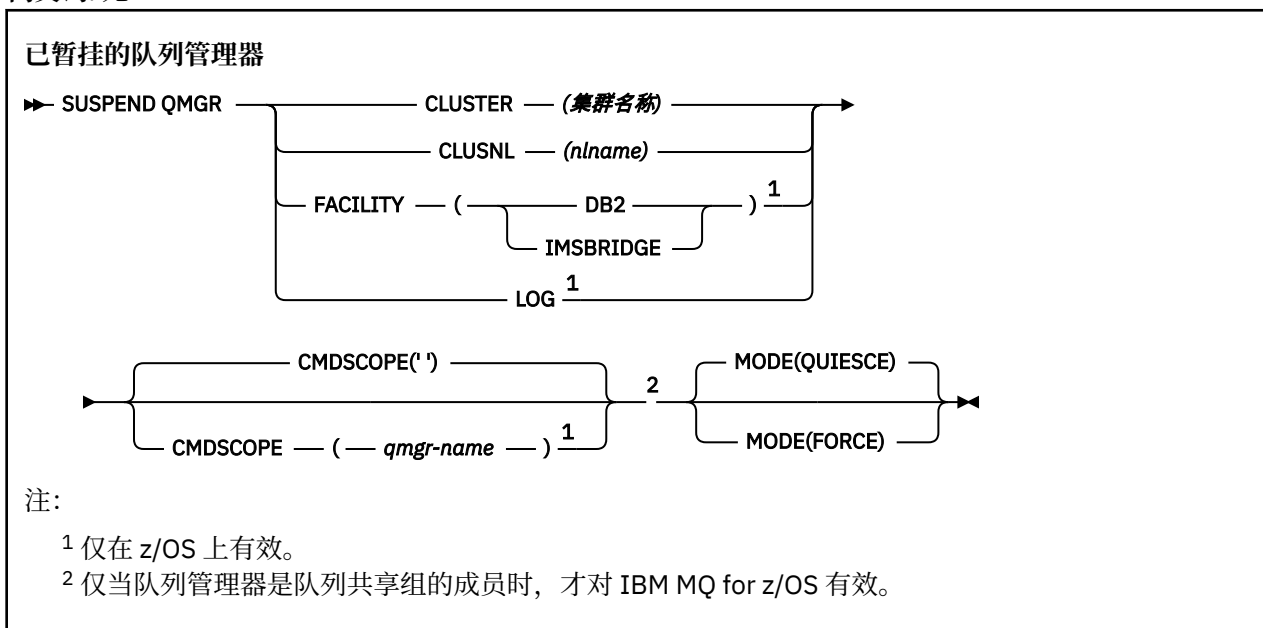 已暂挂的队列管理器
SUSPEND QMGR CLUSTER (集群名称)
CLUSNL (nlname)
FACILITY ( DB2 ) 1
IMSBRIDGE
LOG 1
CMDSCOPE(' ') MODE(QUIESCE)
2
CMDSCOPE ( qmgr-name ) 1 MODE(FORCE)
注：
1 仅在 z/OS 上有效。
2 仅当队列管理器是队列共享组的成员时，才对 IBM MQ for z/OS 有效。